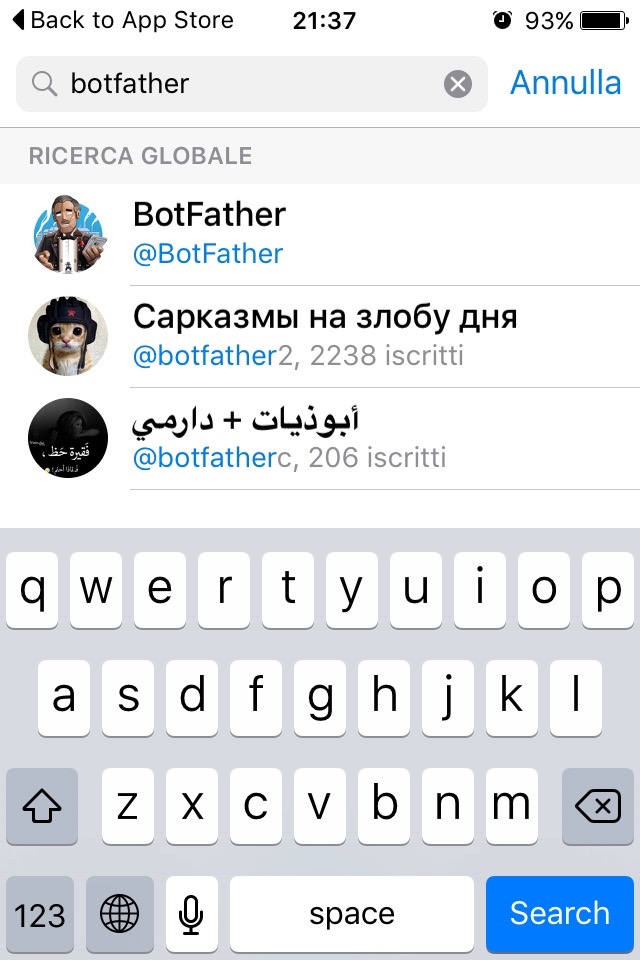 Back to App Store 21:37 93%
botfather Annulla
RICERCA GLOBALE
BotFather
@BotFather
Сарказмы на злобу дня
@botfather2, 2238 iscritti
أبوذيات + دارمي
@botfatherc, 206 iscritti
فَقيرة حَظ ،
q w e r t y u i o p
a s d f g h j k l
z x c v b n m
123 space Search